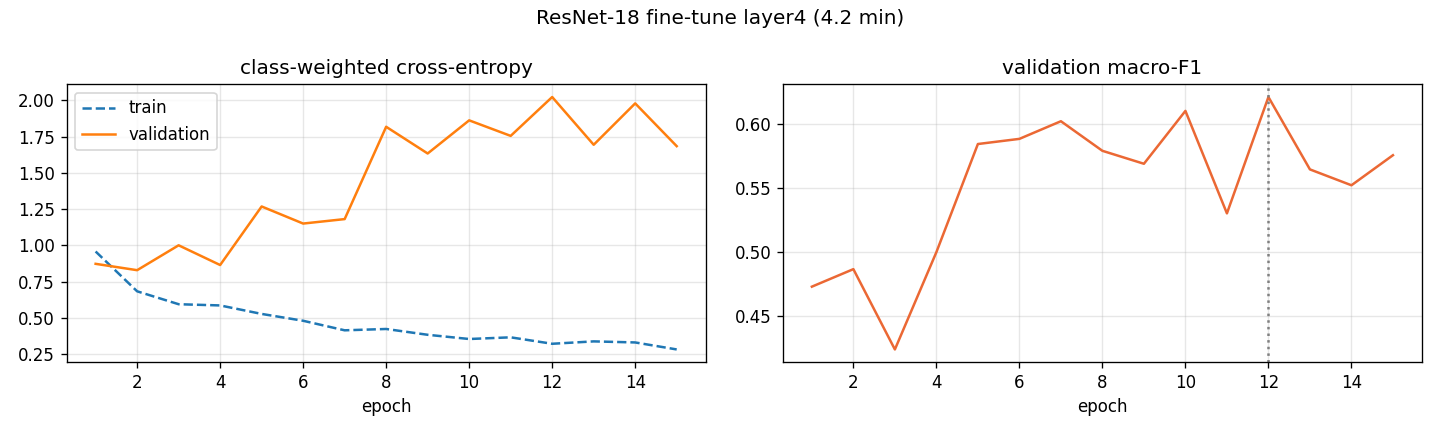 ResNet-18 fine-tune layer4 (4.2 min)
class-weighted cross-entropy
train
validation
2.00
1.75
1.50
1.25
1.00
0.75
0.50
0.25
2 4 6 8 10 12 14
epoch
validation macro-F1
0.60
0.55
0.50
0.45
2 4 6 8 10 12 14
epoch